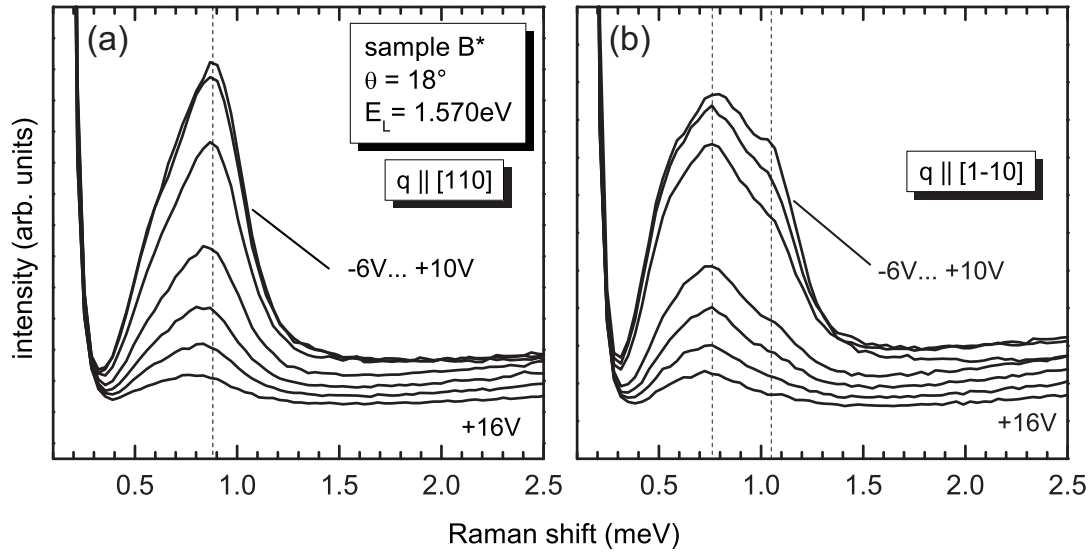 (a)
sample B*
θ = 18°
E_L = 1.570eV
q || [110]
-6V... +10V
+16V
(b)
q || [1-10]
-6V... +10V
+16V
intensity (arb. units)
0.5 1.0 1.5 2.0 2.5
0.5 1.0 1.5 2.0 2.5
Raman shift (meV)